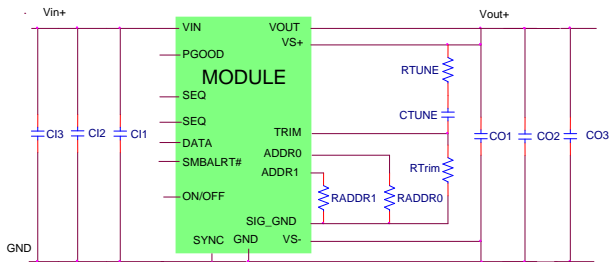 Vin+
Vout+
VIN
VOUT
VS+
PGOOD
RTUNE
MODULE
SEQ
CTUNE
SEQ
TRIM
CI3
CI2
CI1
CO1
CO2
CO3
DATA
ADDR0
SMBALRT#
RTrim
ADDR1
ON/OFF
RADDR1
RADDR0
SIG_GND
GND
SYNC
GND
VS-